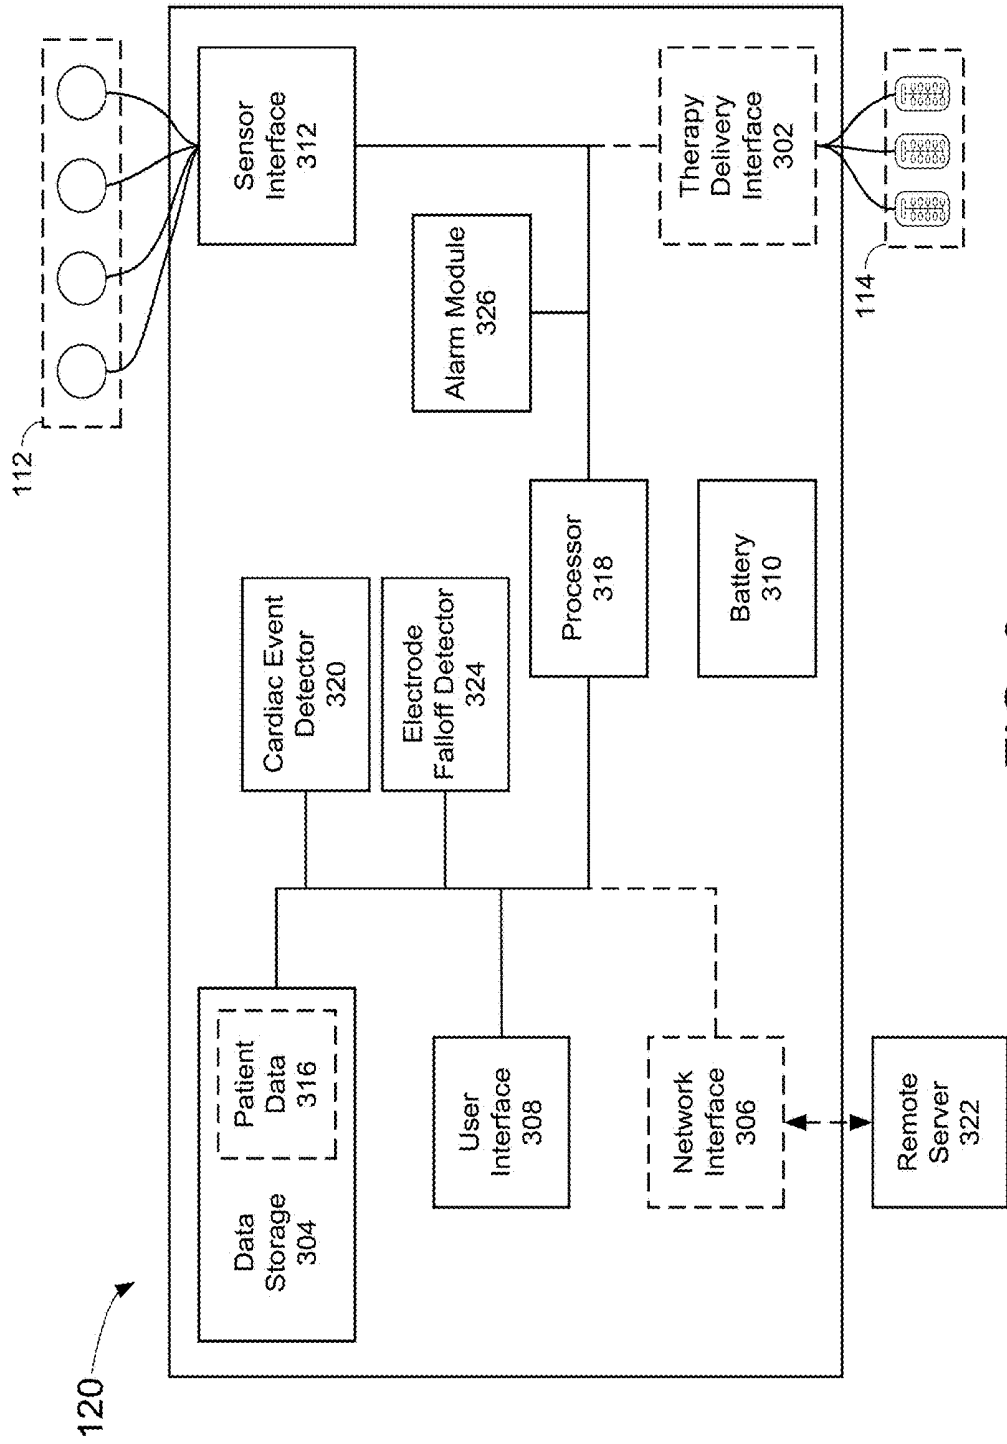 120
Data
Storage
304
Patient
Data
316
User
Interface
308
Network
Interface
306
Remote
Server
322
Cardiac Event
Detector
320
Electrode
Falloff Detector
324
Processor
318
Battery
310
Alarm Module
326
112
Sensor
Interface
312
Therapy
Delivery
Interface
302
114